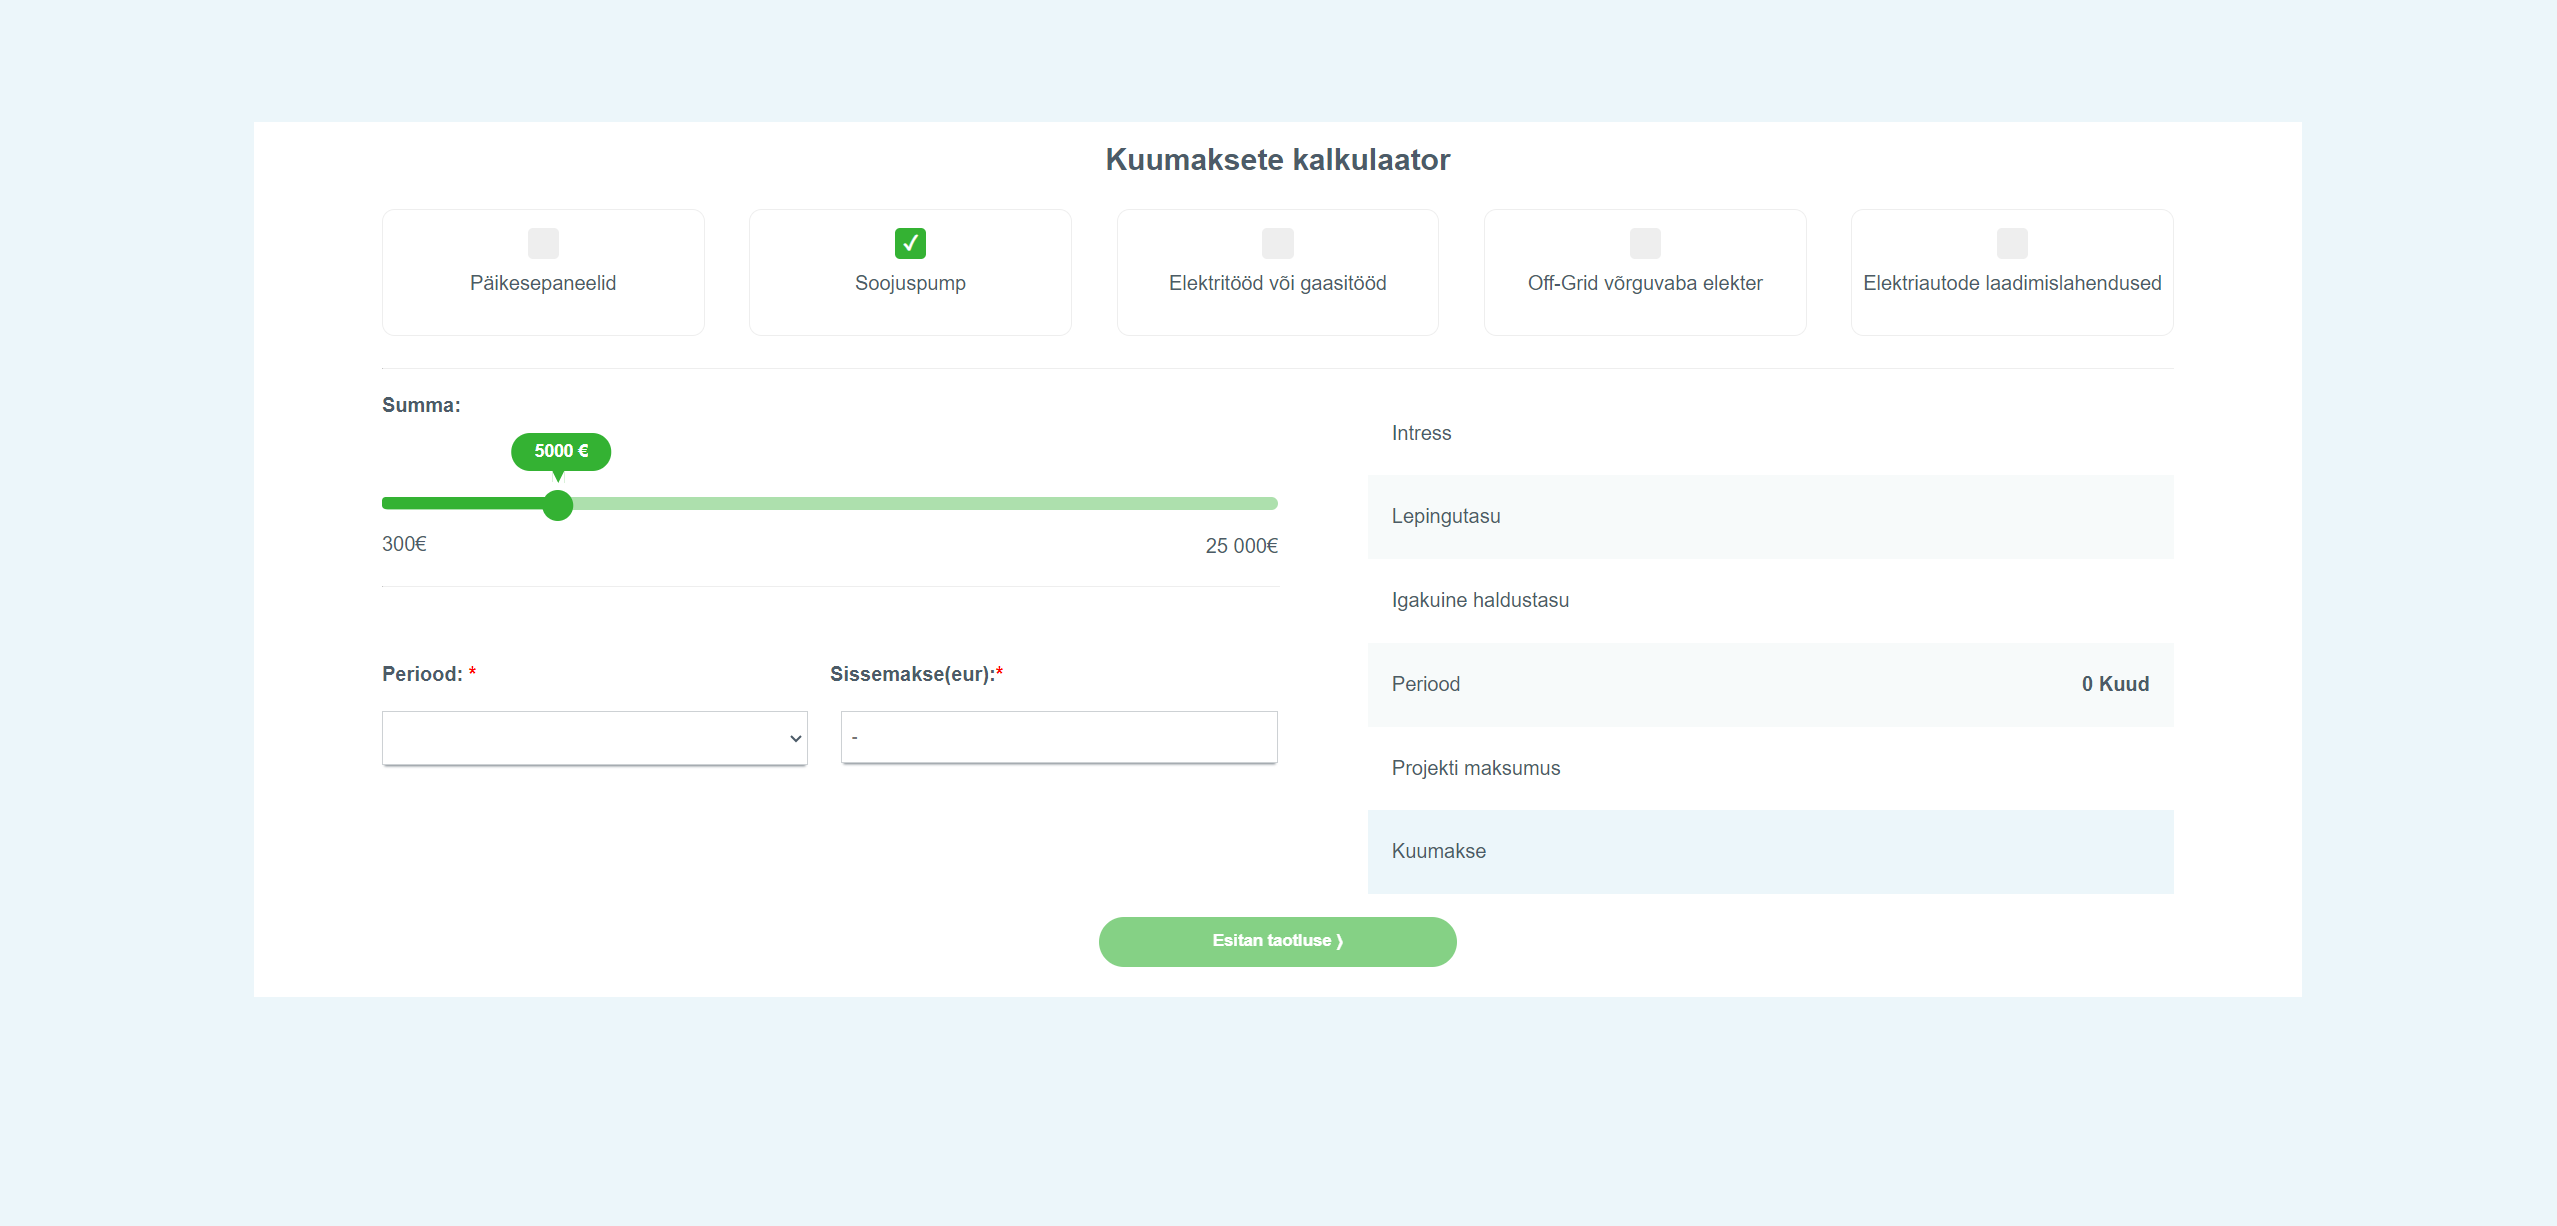 Kuumaksete kalkulaator
Päikesepaneelid
Soojuspump
Elektritööd või gaasitööd
Off-Grid võrguvaba elekter
Elektriautode laadimislahendused
Summa:
5000 €
300€
25 000€
Periood: *
Sissemakse(eur):*
-
Intress
Lepingutasu
Igakuine haldustasu
Periood 0 Kuud
Projekti maksumus
Kuumakse
Esitan taotluse ⟩